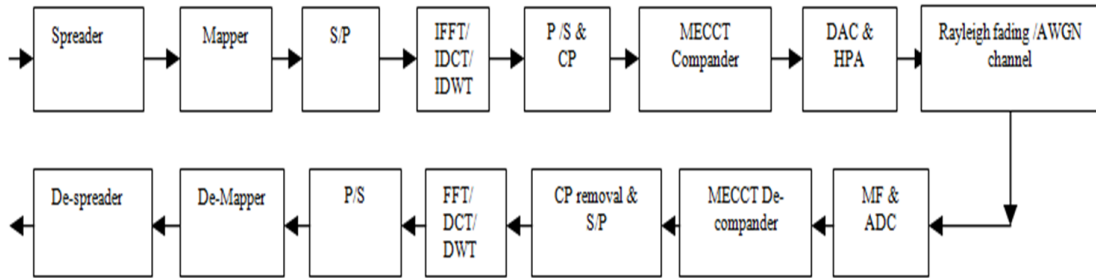 Spreader
Mapper
S/P
IFFT/
IDCT/
IDWT
P /S &
CP
MECCT
Compander
DAC &
HPA
Rayleigh fading /AWGN
channel
De-spreader
De-Mapper
P/S
FFT/
DCT/
DWT
CP removal &
S/P
MECCT De-
compander
MF &
ADC